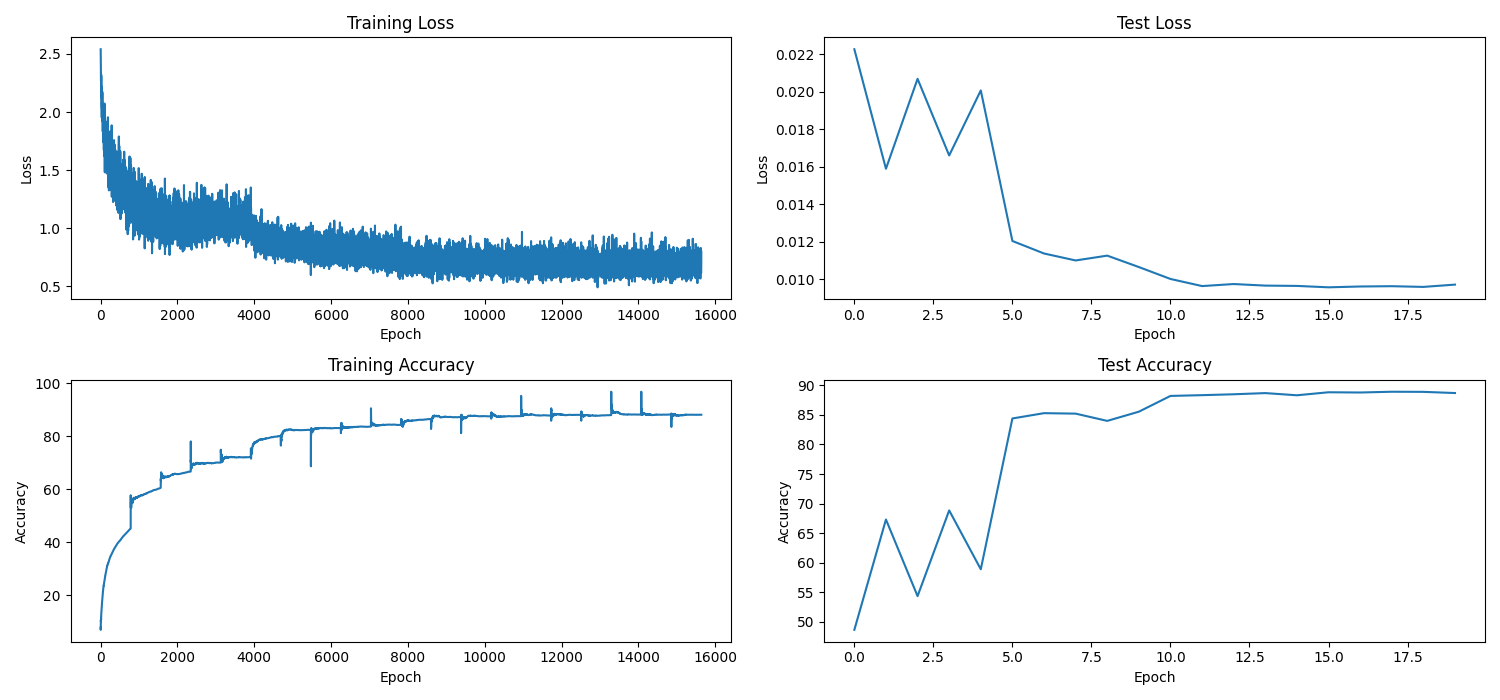 Training Loss
Loss
2.5
2.0
1.5
1.0
0.5
0 2000 4000 6000 8000 10000 12000 14000 16000
Epoch
Test Loss
Loss
0.022
0.020
0.018
0.016
0.014
0.012
0.010
0.0 2.5 5.0 7.5 10.0 12.5 15.0 17.5
Epoch
Training Accuracy
Accuracy
100
80
60
40
20
0 2000 4000 6000 8000 10000 12000 14000 16000
Epoch
Test Accuracy
Accuracy
90
85
80
75
70
65
60
55
50
0.0 2.5 5.0 7.5 10.0 12.5 15.0 17.5
Epoch